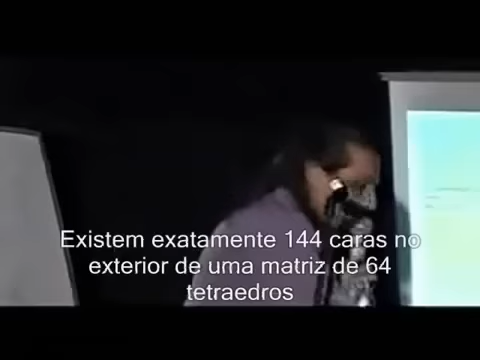 Existem exatamente 144 caras no
exterior de uma matriz de 64
tetraedros